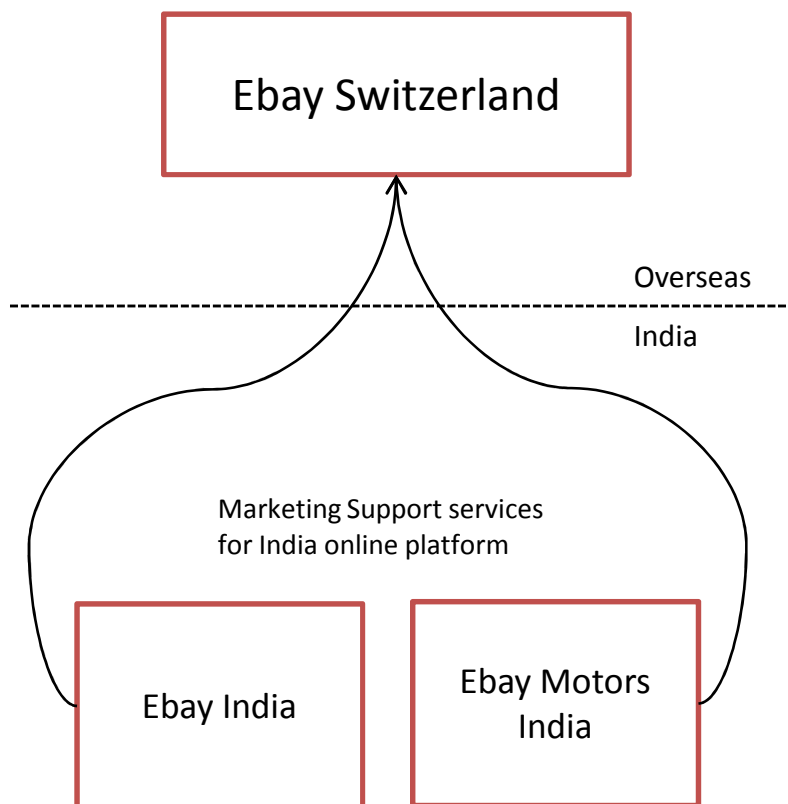 Ebay Switzerland
Overseas
India
Marketing Support services
for India online platform
Ebay India
Ebay Motors
India